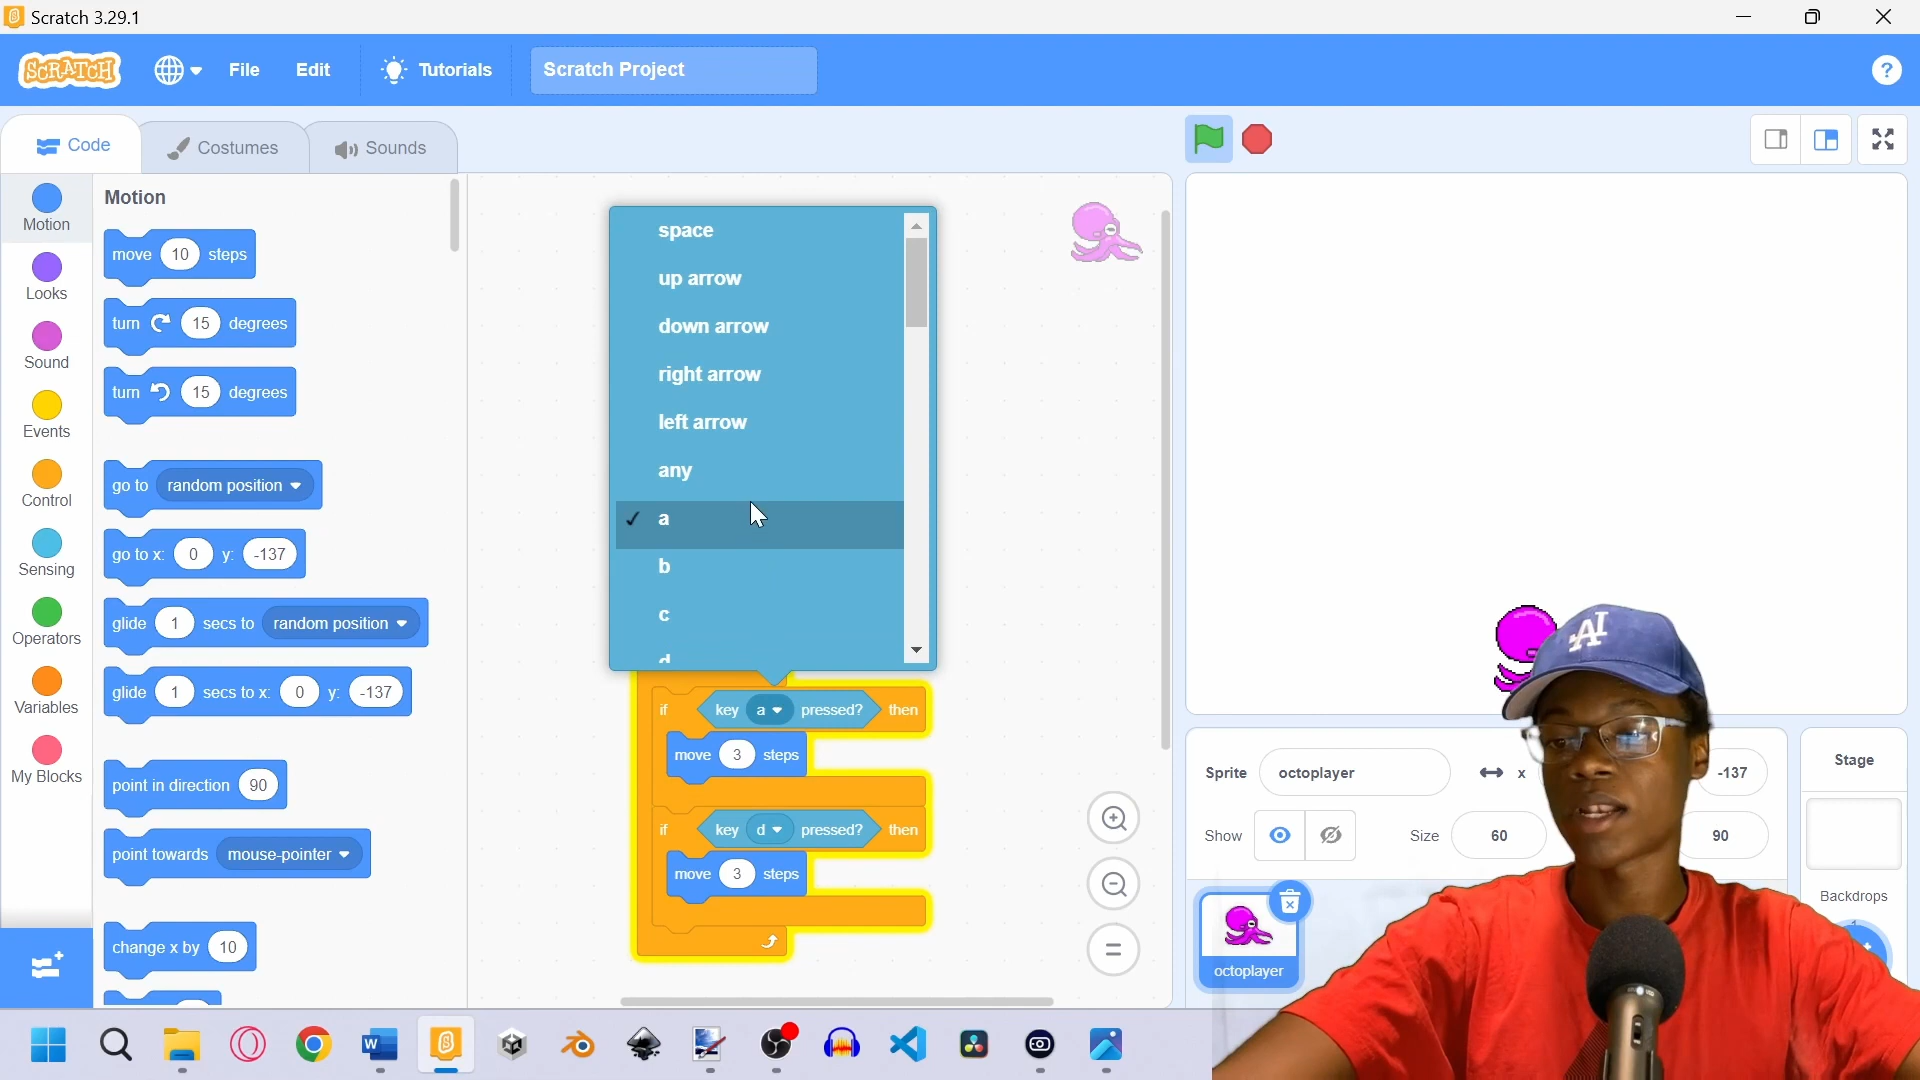 Scratch 3.29.1
SCRATCH
File
Edit
Tutorials
Scratch Project
?
Code
Costumes
Sounds
Motion
Looks
Sound
Events
Control
Sensing
Operators
Variables
My Blocks
Motion
move 10 steps
turn 15 degrees
turn 15 degrees
go to random position
go to x: 0 y: -137
glide 1 secs to random position
glide 1 secs to x: 0 y: -137
point in direction 90
point towards mouse-pointer
change x by 10
space
up arrow
down arrow
right arrow
left arrow
any
✓ a
b
c
d
if key a pressed? then
move 3 steps
if key d pressed? then
move 3 steps
Sprite octoplayer x -137
Show Size 60 90
octoplayer
Stage
Backdrops
W